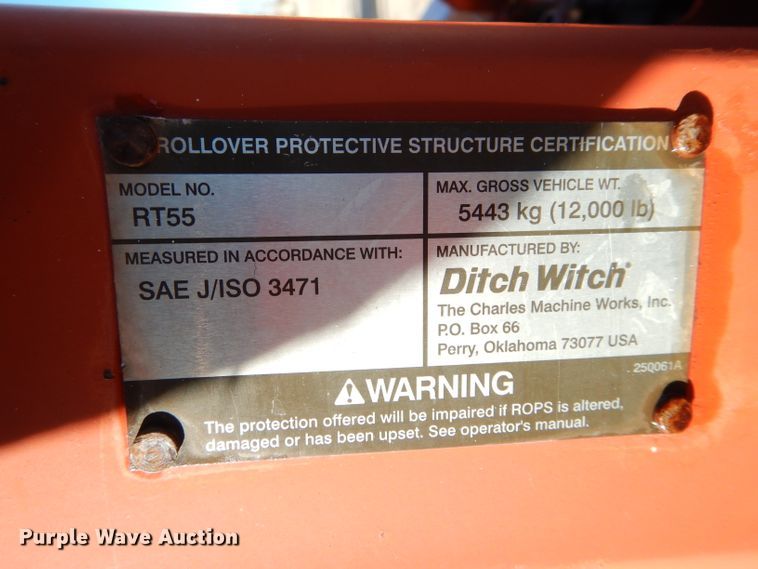 ROLLOVER PROTECTIVE STRUCTURE CERTIFICATION
MODEL NO.
RT55
MAX. GROSS VEHICLE WT.
5443 kg (12,000 lb)
MEASURED IN ACCORDANCE WITH:
SAE J/ISO 3471
MANUFACTURED BY:
Ditch Witch®
The Charles Machine Works, Inc.
P.O. Box 66
Perry, Oklahoma 73077 USA
250061A
⚠WARNING
The protection offered will be impaired if ROPS is altered,
damaged or has been upset. See operator's manual.
Purple Wave Auction